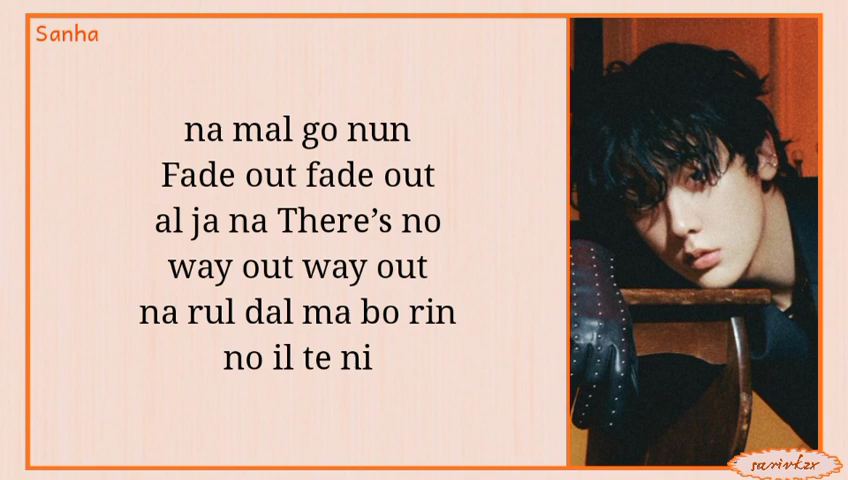 Sanha
na mal go nun
Fade out fade out
al ja na There’s no
way out way out
na rul dal ma bo rin
no il te ni
sarivkzx